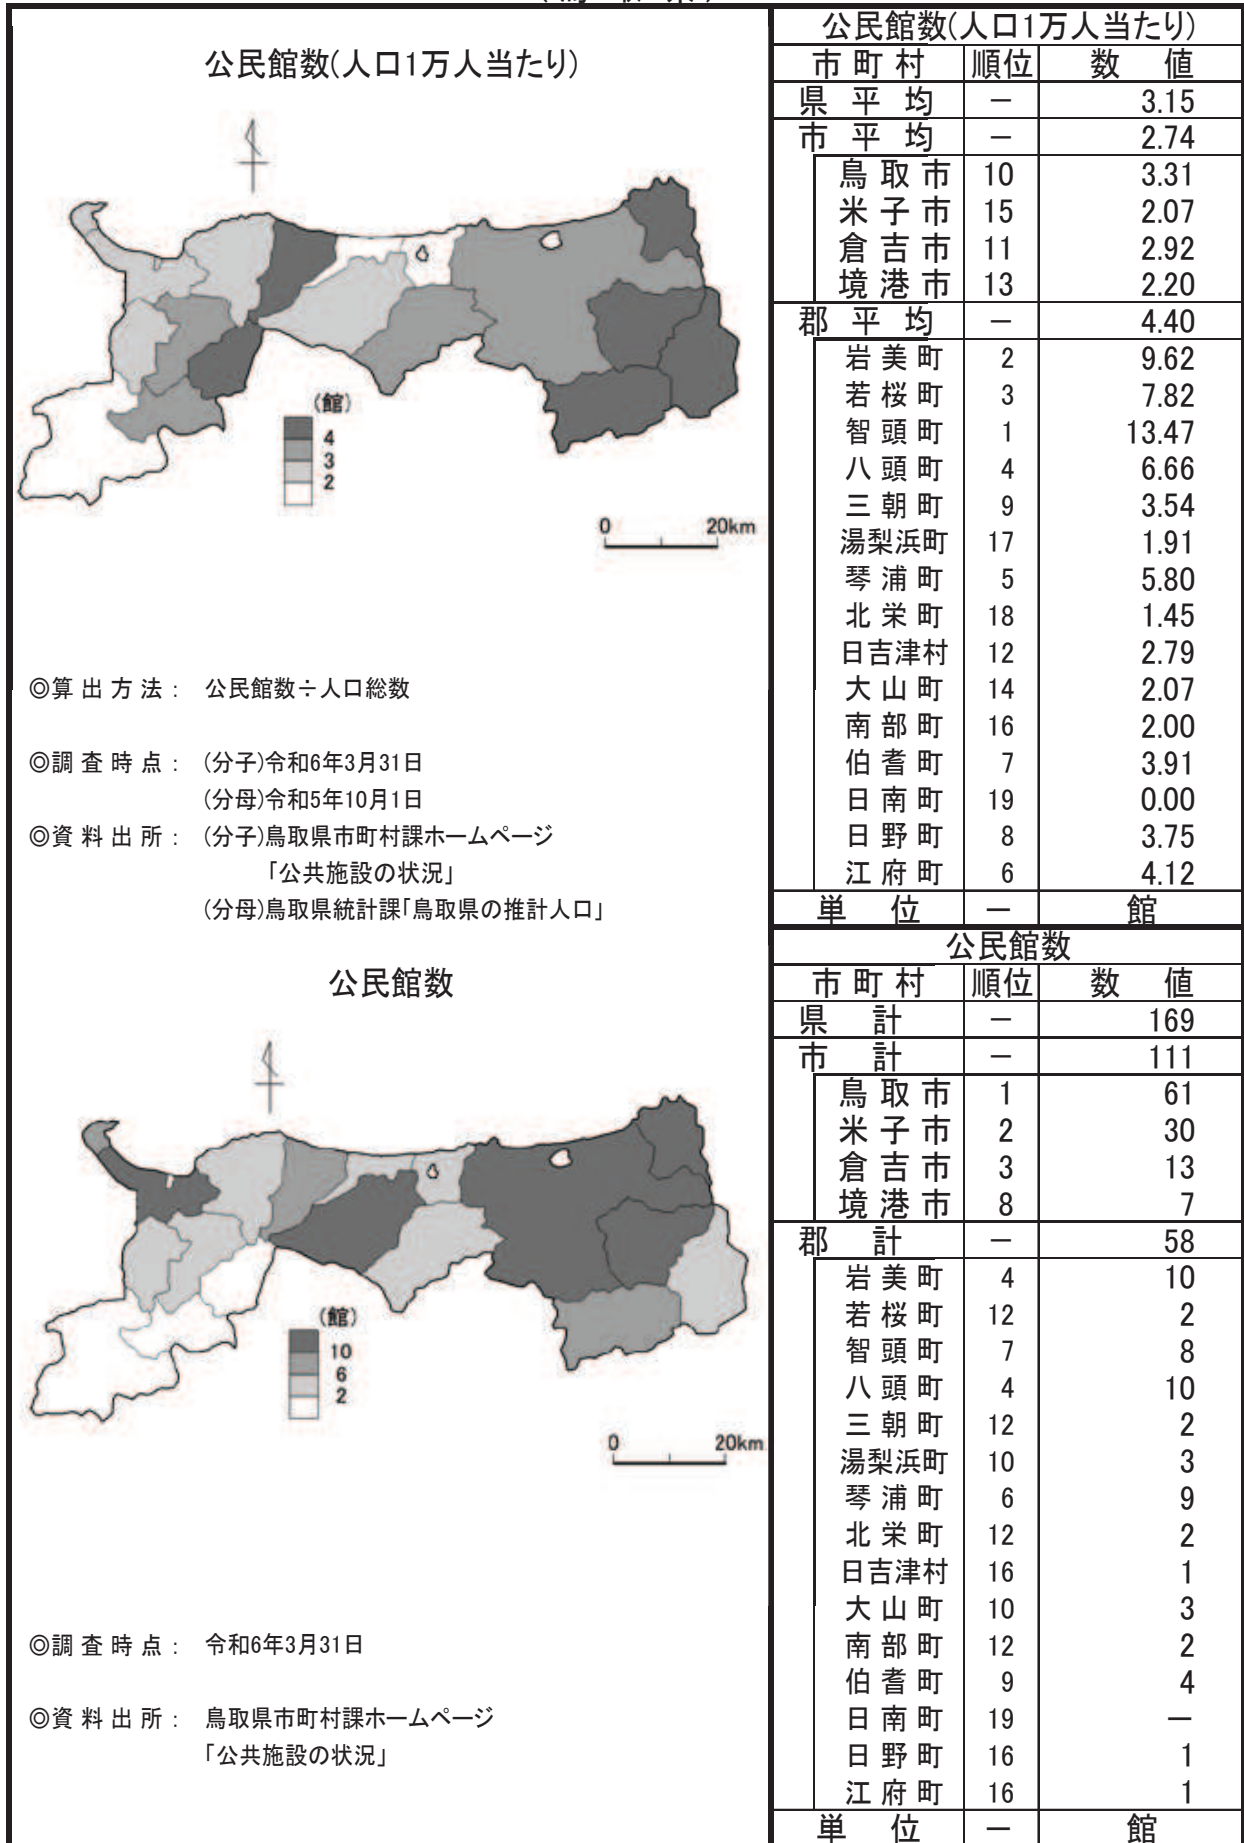 公民館数(人口1万人当たり)
(館)
4
3
2
0 20km
◎算出方法： 公民館数÷人口総数
◎調査時点： (分子)令和6年3月31日
(分母)令和5年10月1日
◎資料出所： (分子)鳥取県市町村課ホームページ
「公共施設の状況」
(分母)鳥取県統計課「鳥取県の推計人口」
公民館数(人口1万人当たり)
市町村 順位 数値
県平均 － 3.15
市平均 － 2.74
鳥取市 10 3.31
米子市 15 2.07
倉吉市 11 2.92
境港市 13 2.20
郡平均 － 4.40
岩美町 2 9.62
若桜町 3 7.82
智頭町 1 13.47
八頭町 4 6.66
三朝町 9 3.54
湯梨浜町 17 1.91
琴浦町 5 5.80
北栄町 18 1.45
日吉津村 12 2.79
大山町 14 2.07
南部町 16 2.00
伯耆町 7 3.91
日南町 19 0.00
日野町 8 3.75
江府町 6 4.12
単位 － 館
公民館数
(館)
10
6
2
0 20km
◎調査時点： 令和6年3月31日
◎資料出所： 鳥取県市町村課ホームページ
「公共施設の状況」
公民館数
市町村 順位 数値
県計 － 169
市計 － 111
鳥取市 1 61
米子市 2 30
倉吉市 3 13
境港市 8 7
郡計 － 58
岩美町 4 10
若桜町 12 2
智頭町 7 8
八頭町 4 10
三朝町 12 2
湯梨浜町 10 3
琴浦町 6 9
北栄町 12 2
日吉津村 16 1
大山町 10 3
南部町 12 2
伯耆町 9 4
日南町 19 －
日野町 16 1
江府町 16 1
単位 － 館